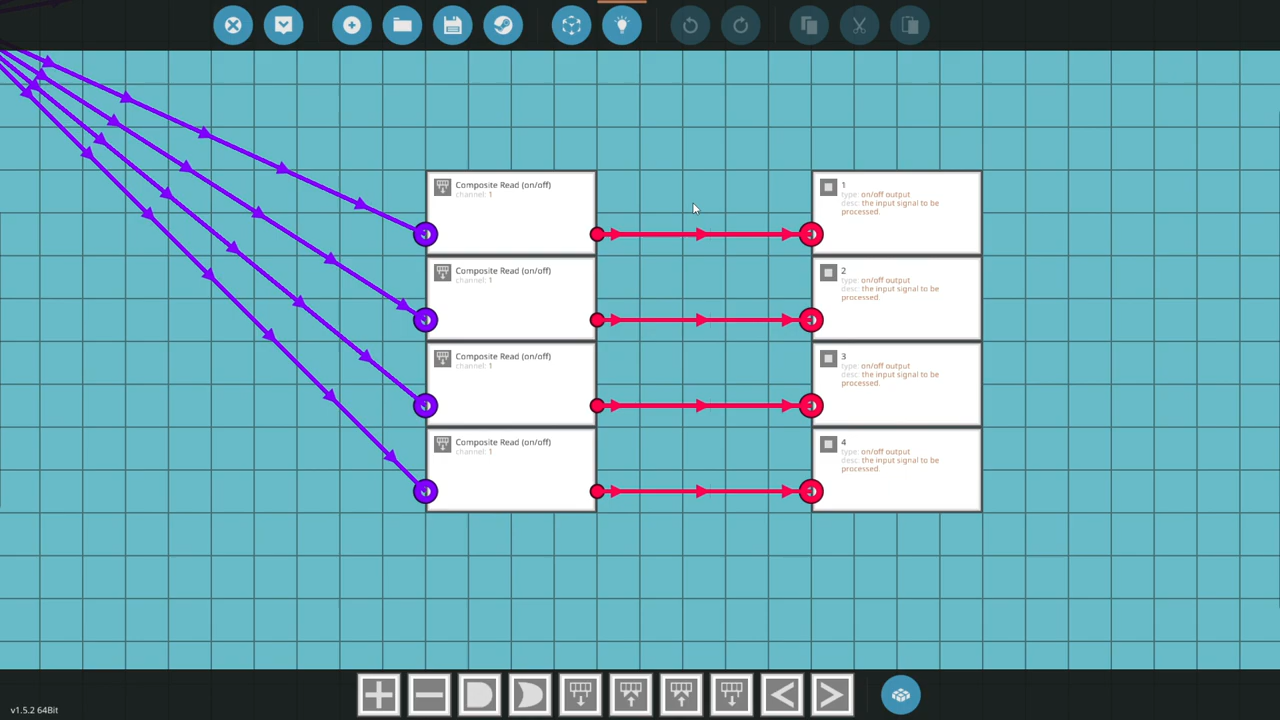 Composite Read (on/off)
channel: 1
1
type: on/off output
desc: the input signal to be
processed.
Composite Read (on/off)
channel: 1
2
type: on/off output
desc: the input signal to be
processed.
Composite Read (on/off)
channel: 1
3
type: on/off output
desc: the input signal to be
processed.
Composite Read (on/off)
channel: 1
4
type: on/off output
desc: the input signal to be
processed.
v1.5.2 64Bit